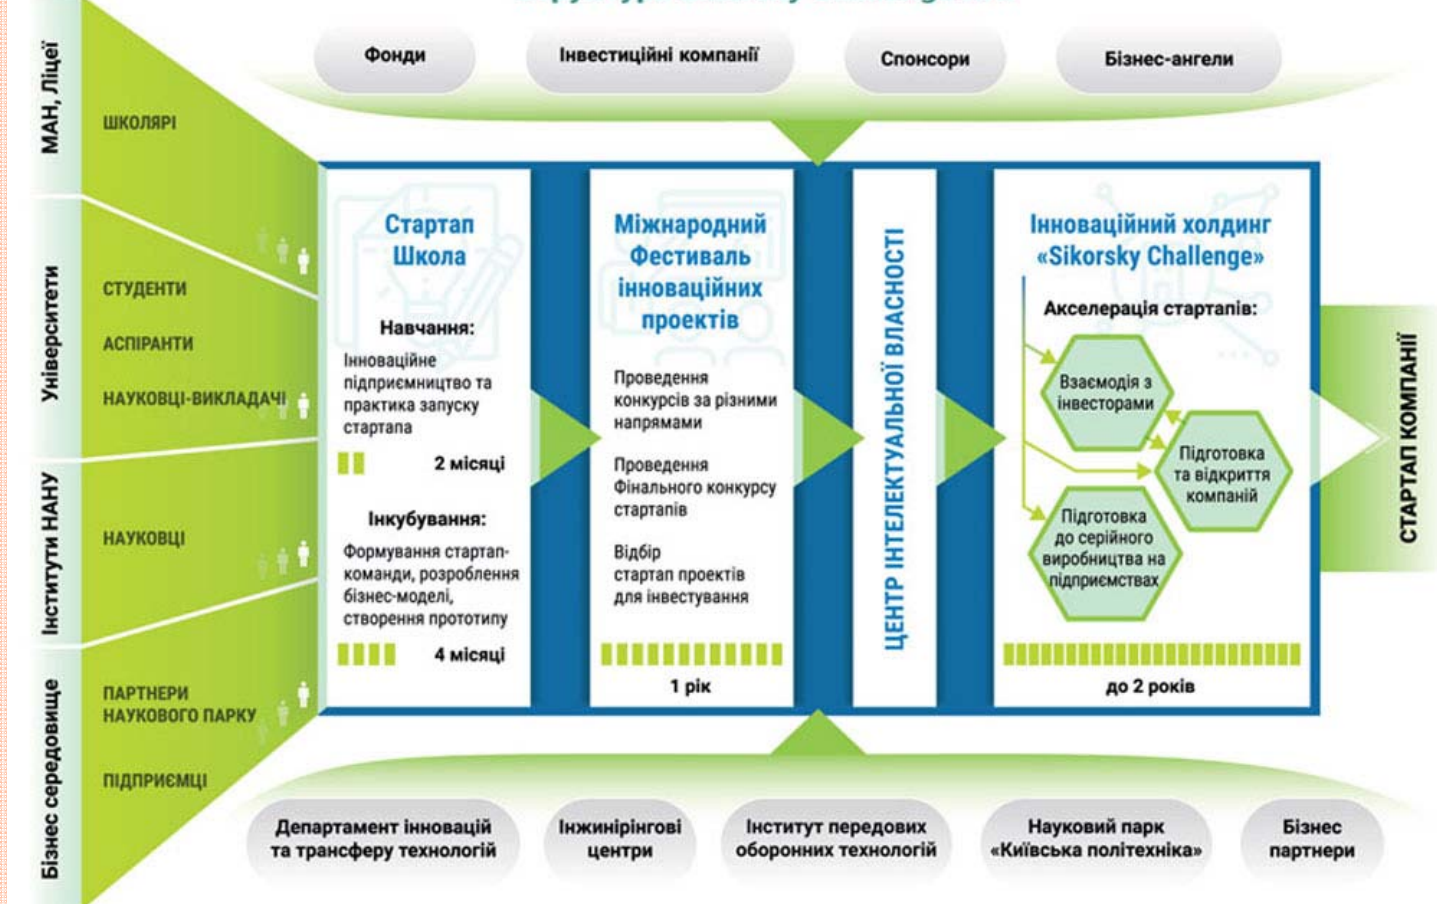 Фонди
Інвестиційні компанії
Спонсори
Бізнес-ангели
МАН, Ліцеї
ШКОЛЯРІ
Університети
СТУДЕНТИ
АСПІРАНТИ
НАУКОВЦІ-ВИКЛАДАЧІ
Інститути НАНУ
НАУКОВЦІ
Бізнес середовище
ПАРТНЕРИ
НАУКОВОГО ПАРКУ
ПІДПРИЄМЦІ
Стартап
Школа
Навчання:
Інноваційне
підприємництво та
практика запуску
стартапа
2 місяці
Інкубування:
Формування стартап-
команди, розроблення
бізнес-моделі,
створення прототипу
4 місяці
Міжнародний
Фестиваль
інноваційних
проектів
Проведення
конкурсів за різними
напрямами
Проведення
Фінального конкурсу
стартапів
Відбір
стартап проектів
для інвестування
1 рік
ЦЕНТР ІНТЕЛЕКТУАЛЬНОЇ ВЛАСНОСТІ
Інноваційний холдинг
«Sikorsky Challenge»
Акселерація стартапів:
Взаємодія з
інвесторами
Підготовка
та відкриття
компаній
Підготовка
до серійного
виробництва на
підприємствах
до 2 років
СТАРТАП КОМПАНІЇ
Департамент інновацій
та трансферу технологій
Інжинірингові
центри
Інститут передових
оборонних технологій
Науковий парк
«Київська політехніка»
Бізнес
партнери